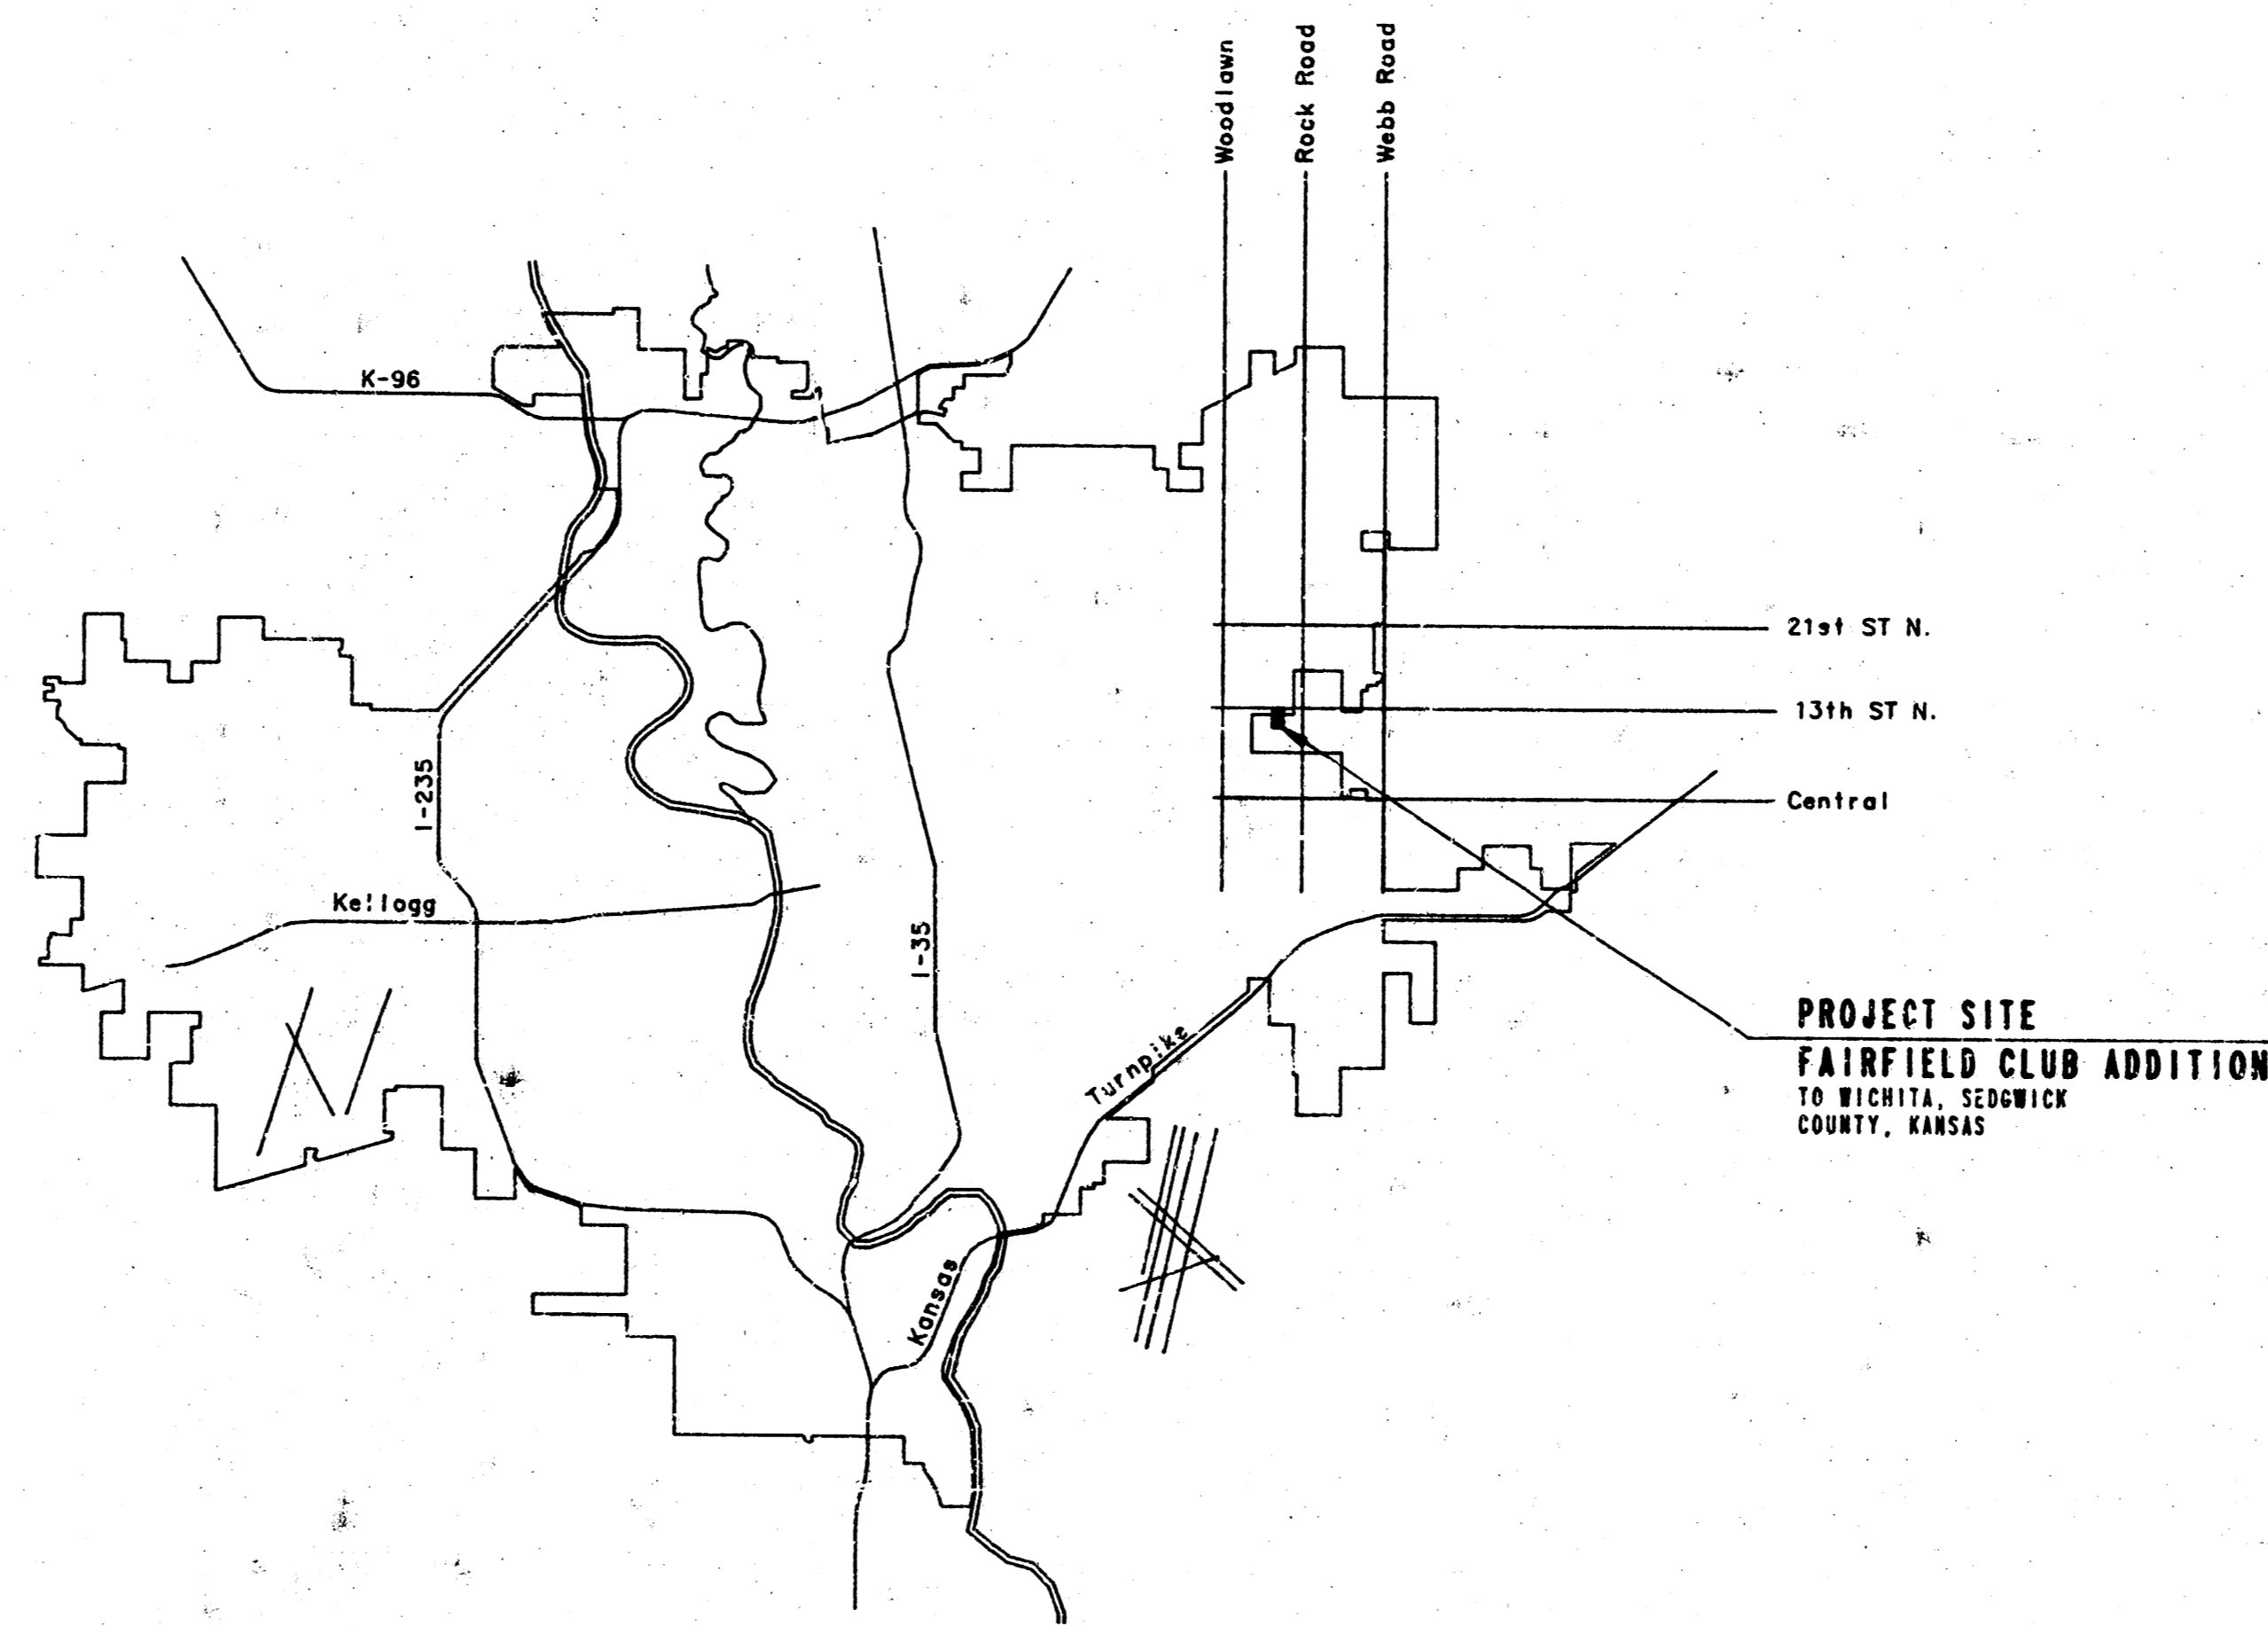 Woodlawn
Rock Road
Webb Road
K-96
21st ST N.
13th ST N.
I-235
Central
Kellogg
I-35
PROJECT SITE
Turnpike
FAIRFIELD CLUB ADDITION
TO WICHITA, SEDGWICK
COUNTY, KANSAS
Kansas